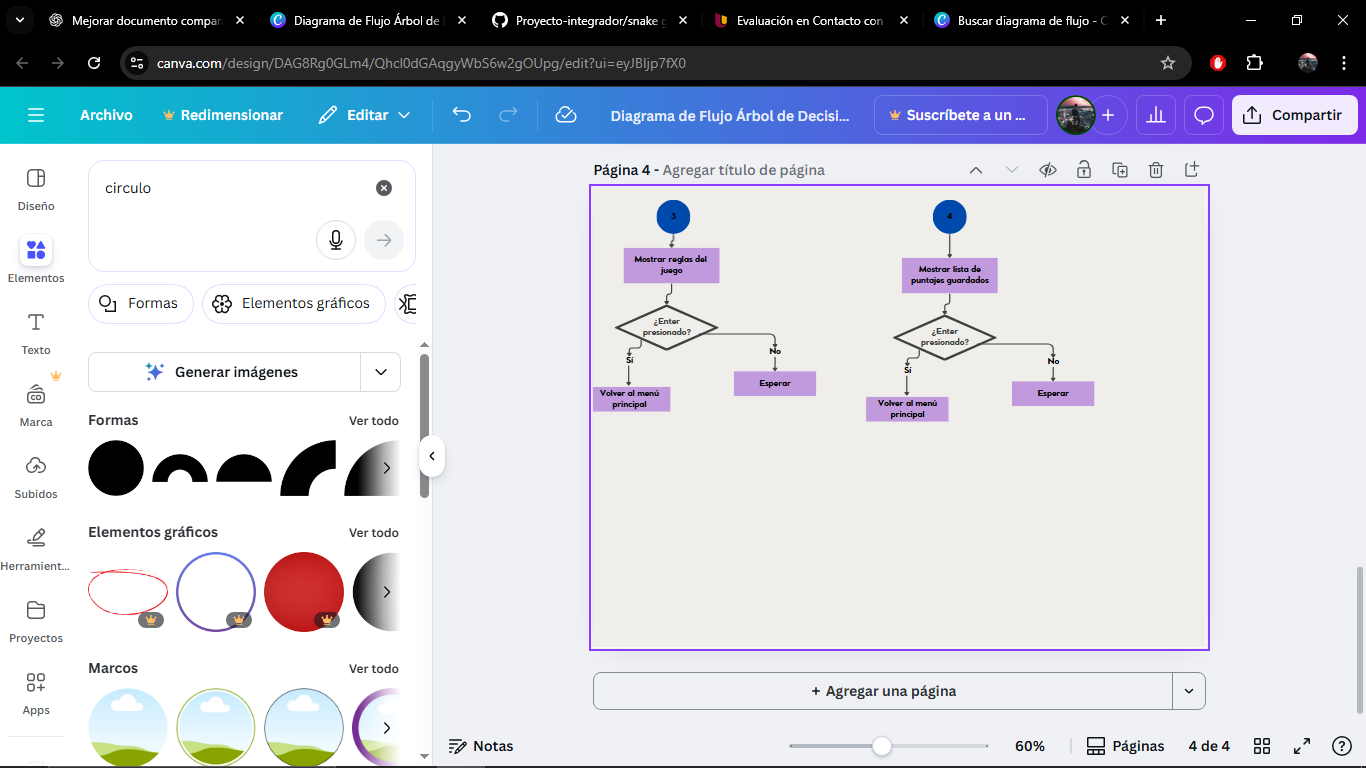 Mejorar documento compar
Diagrama de Flujo Árbol de
Proyecto-integrador/snake g
Evaluación en Contacto con
Buscar diagrama de flujo - C
canva.com/design/DAG8Rg0GLm4/Qhcl0dGAqgyWbS6w2gOUpg/edit?ui=eyJBIjp7fX0
Archivo
Redimensionar
Editar
Diagrama de Flujo Árbol de Decisi...
Suscríbete a un ...
Compartir
Diseño
Elementos
Texto
Marca
Subidos
Herramient...
Proyectos
Apps
circulo
Formas
Elementos gráficos
Generar imágenes
Formas
Ver todo
Elementos gráficos
Ver todo
Marcos
Ver todo
Página 4 - Agregar título de página
3
Mostrar reglas del
juego
¿Enter
presionado?
Sí
No
Volver al menú
principal
Esperar
4
Mostrar lista de
puntajes guardados
¿Enter
presionado?
Sí
No
Volver al menú
principal
Esperar
+ Agregar una página
Notas
60%
Páginas
4 de 4